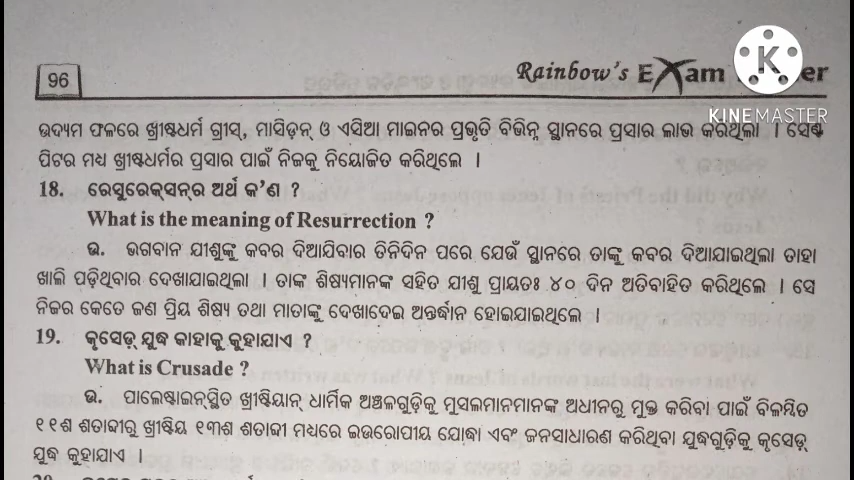 96
Rainbow's Exam er
KINEMASTER
ଉଦ୍ୟମ ଫଳରେ ଖ୍ରୀଷ୍ଟଧର୍ମ ଗ୍ରୀସ୍, ମାସିଡ଼ନ୍ ଓ ଏସିଆ ମାଇନର ପ୍ରଭୃତି ବିଭିନ୍ନ ସ୍ଥାନରେ ପ୍ରସାର ଲାଭ କରିଥିଲା । ସେଣ୍ଟ
ପିଟର ମଧ୍ୟ ଖ୍ରୀଷ୍ଟଧର୍ମର ପ୍ରସାର ପାଇଁ ନିଜକୁ ନିୟୋଜିତ କରିଥିଲେ ।
18. ରେସୁରେକ୍‌ସନ୍‌ର ଅର୍ଥ କ'ଣ ?
What is the meaning of Resurrection ?
ଉ. ଭଗବାନ ଯୀଶୁଙ୍କୁ କବର ଦିଆଯିବାର ତିନିଦିନ ପରେ ଯେଉଁ ସ୍ଥାନରେ ତାଙ୍କୁ କବର ଦିଆଯାଇଥିଲା ତାହା
ଖାଲି ପଡ଼ିଥିବାର ଦେଖାଯାଇଥିଲା । ତାଙ୍କ ଶିଷ୍ୟମାନଙ୍କ ସହିତ ଯୀଶୁ ପ୍ରାୟତଃ ୪୦ ଦିନ ଅତିବାହିତ କରିଥିଲେ । ସେ
ନିଜର କେତେ ଜଣ ପ୍ରିୟ ଶିଷ୍ୟ ତଥା ମାତାଙ୍କୁ ଦେଖାଦେଇ ଅନ୍ତର୍ଦ୍ଧାନ ହୋଇଯାଇଥିଲେ ।
19. କୃସେଡ୍ ଯୁଦ୍ଧ କାହାକୁ କୁହାଯାଏ ?
What is Crusade ?
ଉ. ପାଲେଷ୍ଟାଇନ୍‌ସ୍ଥିତ ଖ୍ରୀଷ୍ଟିୟାନ୍ ଧାର୍ମିକ ଅଞ୍ଚଳଗୁଡ଼ିକୁ ମୁସଲମାନମାନଙ୍କ ଅଧୀନରୁ ମୁକ୍ତ କରିବା ପାଇଁ ବିଳମ୍ବିତ
୧୧ଶ ଶତାବ୍ଦୀରୁ ଖ୍ରୀଷ୍ଟିୟ ୧୩ଶ ଶତାବ୍ଦୀ ମଧ୍ୟରେ ଇଉରୋପୀୟ ଯୋଦ୍ଧା ଏବଂ ଜନସାଧାରଣ କରିଥିବା ଯୁଦ୍ଧଗୁଡ଼ିକୁ କୃସେଡ୍
ଯୁଦ୍ଧ କୁହାଯାଏ ।